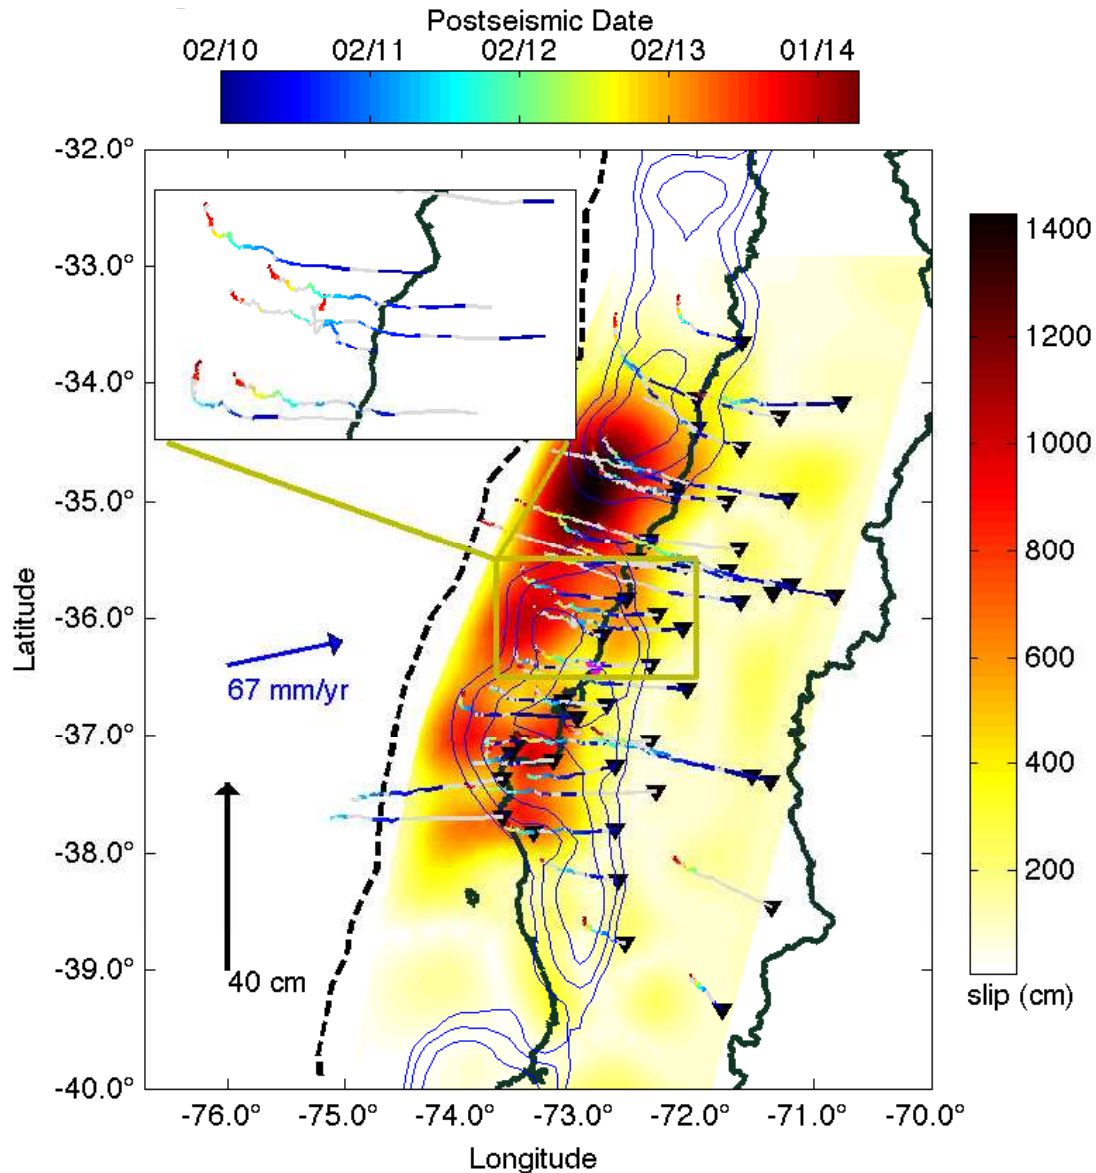 Postseismic Date
02/10 02/11 02/12 02/13 01/14
-32.0°
-33.0°
-34.0°
-35.0°
-36.0°
-37.0°
-38.0°
-39.0°
-40.0°
Latitude
67 mm/yr
40 cm
1400
1200
1000
800
600
400
200
slip (cm)
-76.0° -75.0° -74.0° -73.0° -72.0° -71.0° -70.0°
Longitude